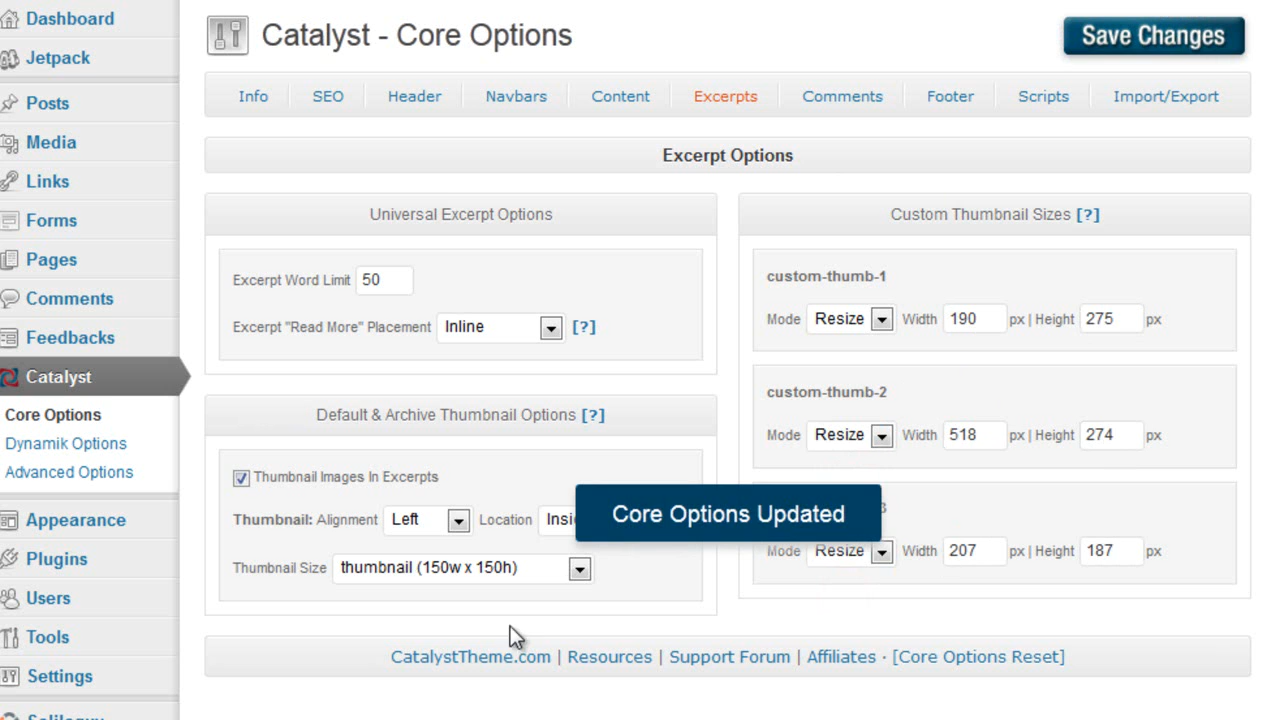 Dashboard
Jetpack
Posts
Media
Links
Forms
Pages
Comments
Feedbacks
Catalyst
Core Options
Dynamik Options
Advanced Options
Appearance
Plugins
Users
Tools
Settings
Catalyst - Core Options
Save Changes
Info SEO Header Navbars Content Excerpts Comments Footer Scripts Import/Export
Excerpt Options
Universal Excerpt Options
Excerpt Word Limit 50
Excerpt "Read More" Placement Inline [?]
Default & Archive Thumbnail Options [?]
Thumbnail Images In Excerpts
Thumbnail: Alignment Left Location
Thumbnail Size thumbnail (150w x 150h)
Custom Thumbnail Sizes [?]
custom-thumb-1
Mode Resize Width 190 px | Height 275 px
custom-thumb-2
Mode Resize Width 518 px | Height 274 px
3
Mode Resize Width 207 px | Height 187 px
Core Options Updated
CatalystTheme.com | Resources | Support Forum | Affiliates · [Core Options Reset]